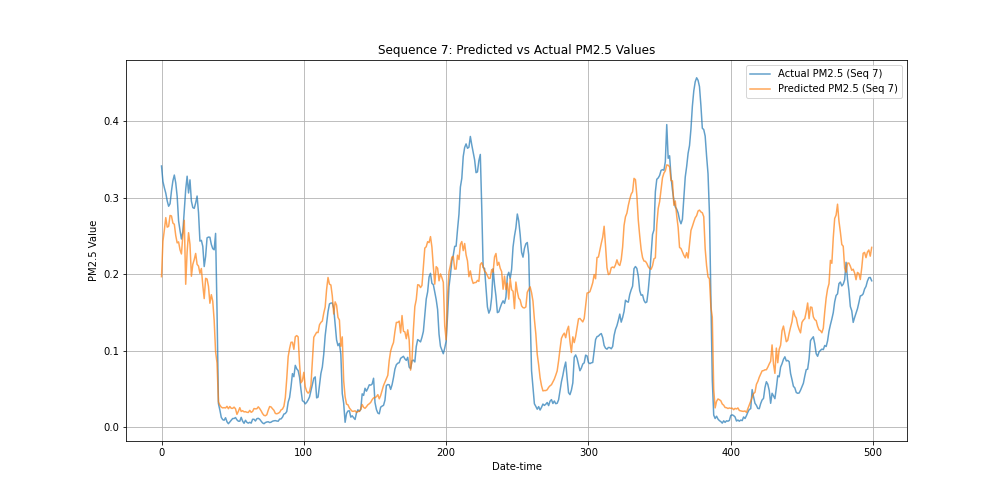 Sequence 7: Predicted vs Actual PM2.5 Values
Actual PM2.5 (Seq 7)
Predicted PM2.5 (Seq 7)
PM2.5 Value
0.4
0.3
0.2
0.1
0.0
0 100 200 300 400 500
Date-time